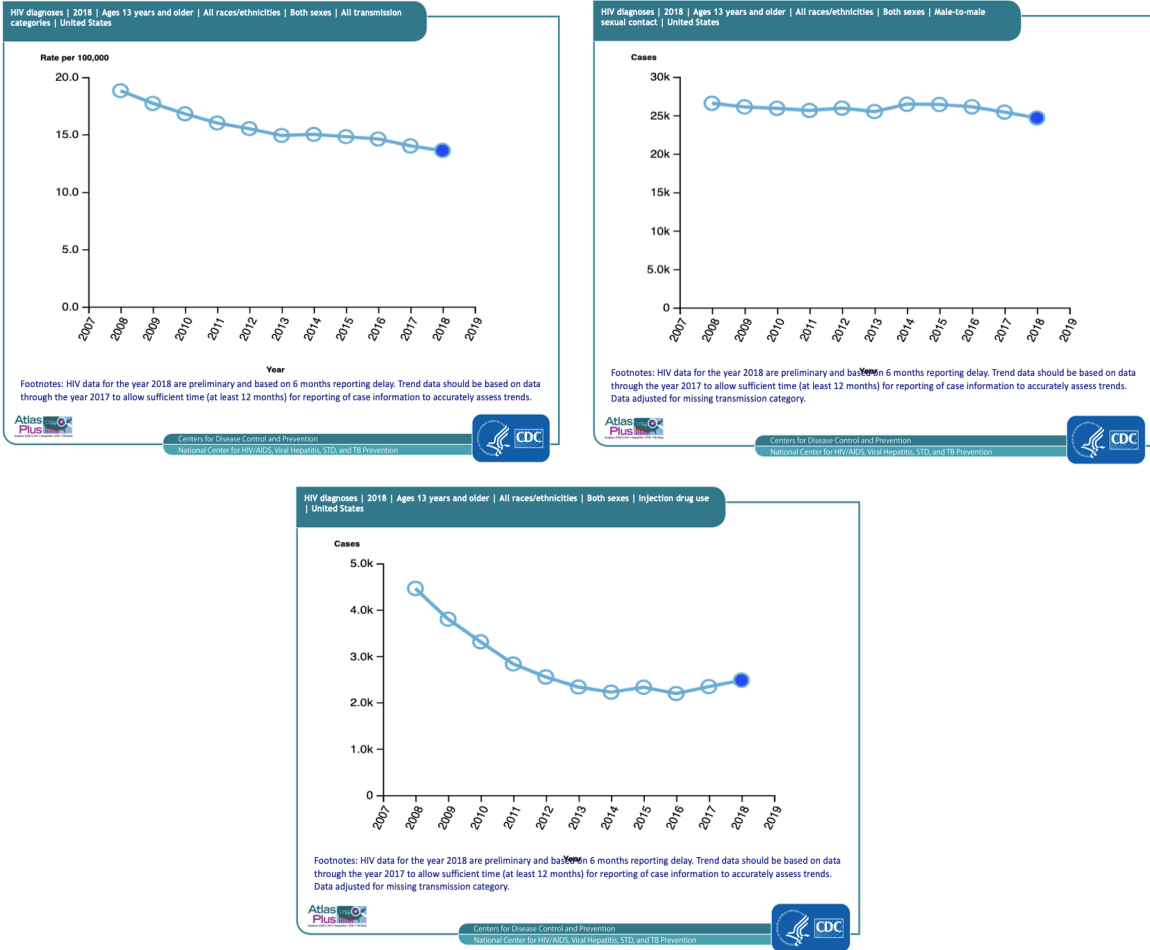 HIV diagnoses | 2018 | Ages 13 years and older | All races/ethnicities | Both sexes | All transmission
categories | United States
Rate per 100,000
20.0
15.0
10.0
5.0
0.0
2007
2008
2009
2010
2011
2012
2013
2014
2015
2016
2017
2018
2019
Year
Footnotes: HIV data for the year 2018 are preliminary and based on 6 months reporting delay. Trend data should be based on data
through the year 2017 to allow sufficient time (at least 12 months) for reporting of case information to accurately assess trends.
Atlas
Plus
Centers for Disease Control and Prevention
National Center for HIV/AIDS, Viral Hepatitis, STD, and TB Prevention
CDC
HIV diagnoses | 2018 | Ages 13 years and older | All races/ethnicities | Both sexes | Male-to-male
sexual contact | United States
Cases
30k
25k
20k
15k
10k
5.0k
0
2007
2008
2009
2010
2011
2012
2013
2014
2015
2016
2017
2018
2019
Year
Footnotes: HIV data for the year 2018 are preliminary and based on 6 months reporting delay. Trend data should be based on data
through the year 2017 to allow sufficient time (at least 12 months) for reporting of case information to accurately assess trends.
Data adjusted for missing transmission category.
Atlas
Plus
Centers for Disease Control and Prevention
National Center for HIV/AIDS, Viral Hepatitis, STD, and TB Prevention
CDC
HIV diagnoses | 2018 | Ages 13 years and older | All races/ethnicities | Both sexes | Injection drug use
| United States
Cases
5.0k
4.0k
3.0k
2.0k
1.0k
0
2007
2008
2009
2010
2011
2012
2013
2014
2015
2016
2017
2018
2019
Year
Footnotes: HIV data for the year 2018 are preliminary and based on 6 months reporting delay. Trend data should be based on data
through the year 2017 to allow sufficient time (at least 12 months) for reporting of case information to accurately assess trends.
Data adjusted for missing transmission category.
Atlas
Plus
Centers for Disease Control and Prevention
National Center for HIV/AIDS, Viral Hepatitis, STD, and TB Prevention
CDC